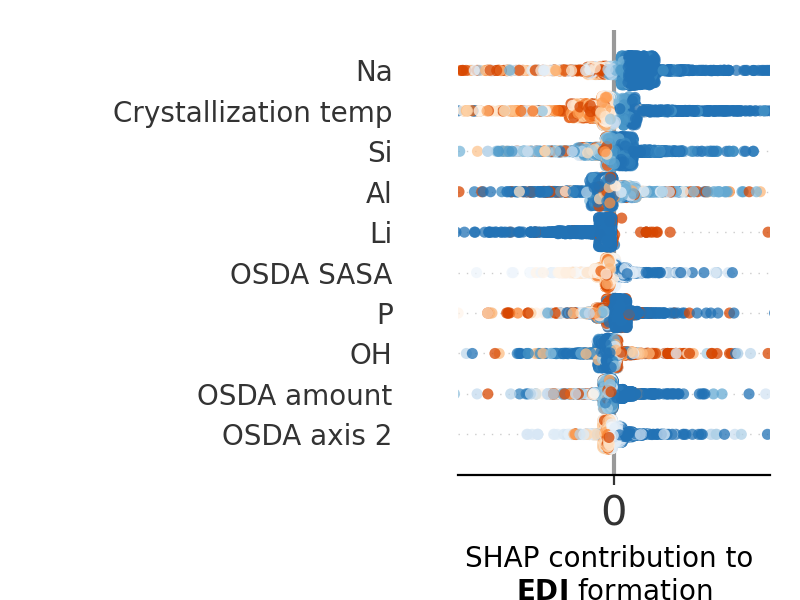 Na
Crystallization temp
Si
Al
Li
OSDA SASA
P
OH
OSDA amount
OSDA axis 2
0
SHAP contribution to
EDI formation